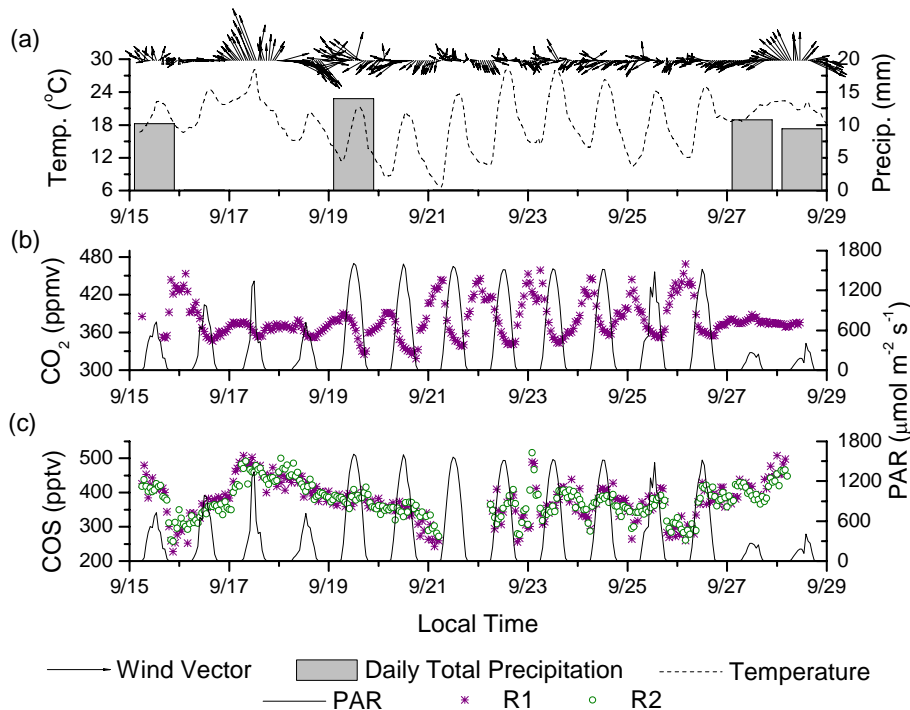 (a)
Temp. (°C)
30
24
18
12
6
20
15
10
5
0
Precip. (mm)
9/15 9/17 9/19 9/21 9/23 9/25 9/27 9/29
(b)
CO₂ (ppmv)
480
420
360
300
1800
1200
600
0
PAR (μmol m⁻² s⁻¹)
9/15 9/17 9/19 9/21 9/23 9/25 9/27 9/29
(c)
COS (pptv)
500
400
300
200
1800
1200
600
0
9/15 9/17 9/19 9/21 9/23 9/25 9/27 9/29
Local Time
Wind Vector Daily Total Precipitation Temperature
PAR R1 R2